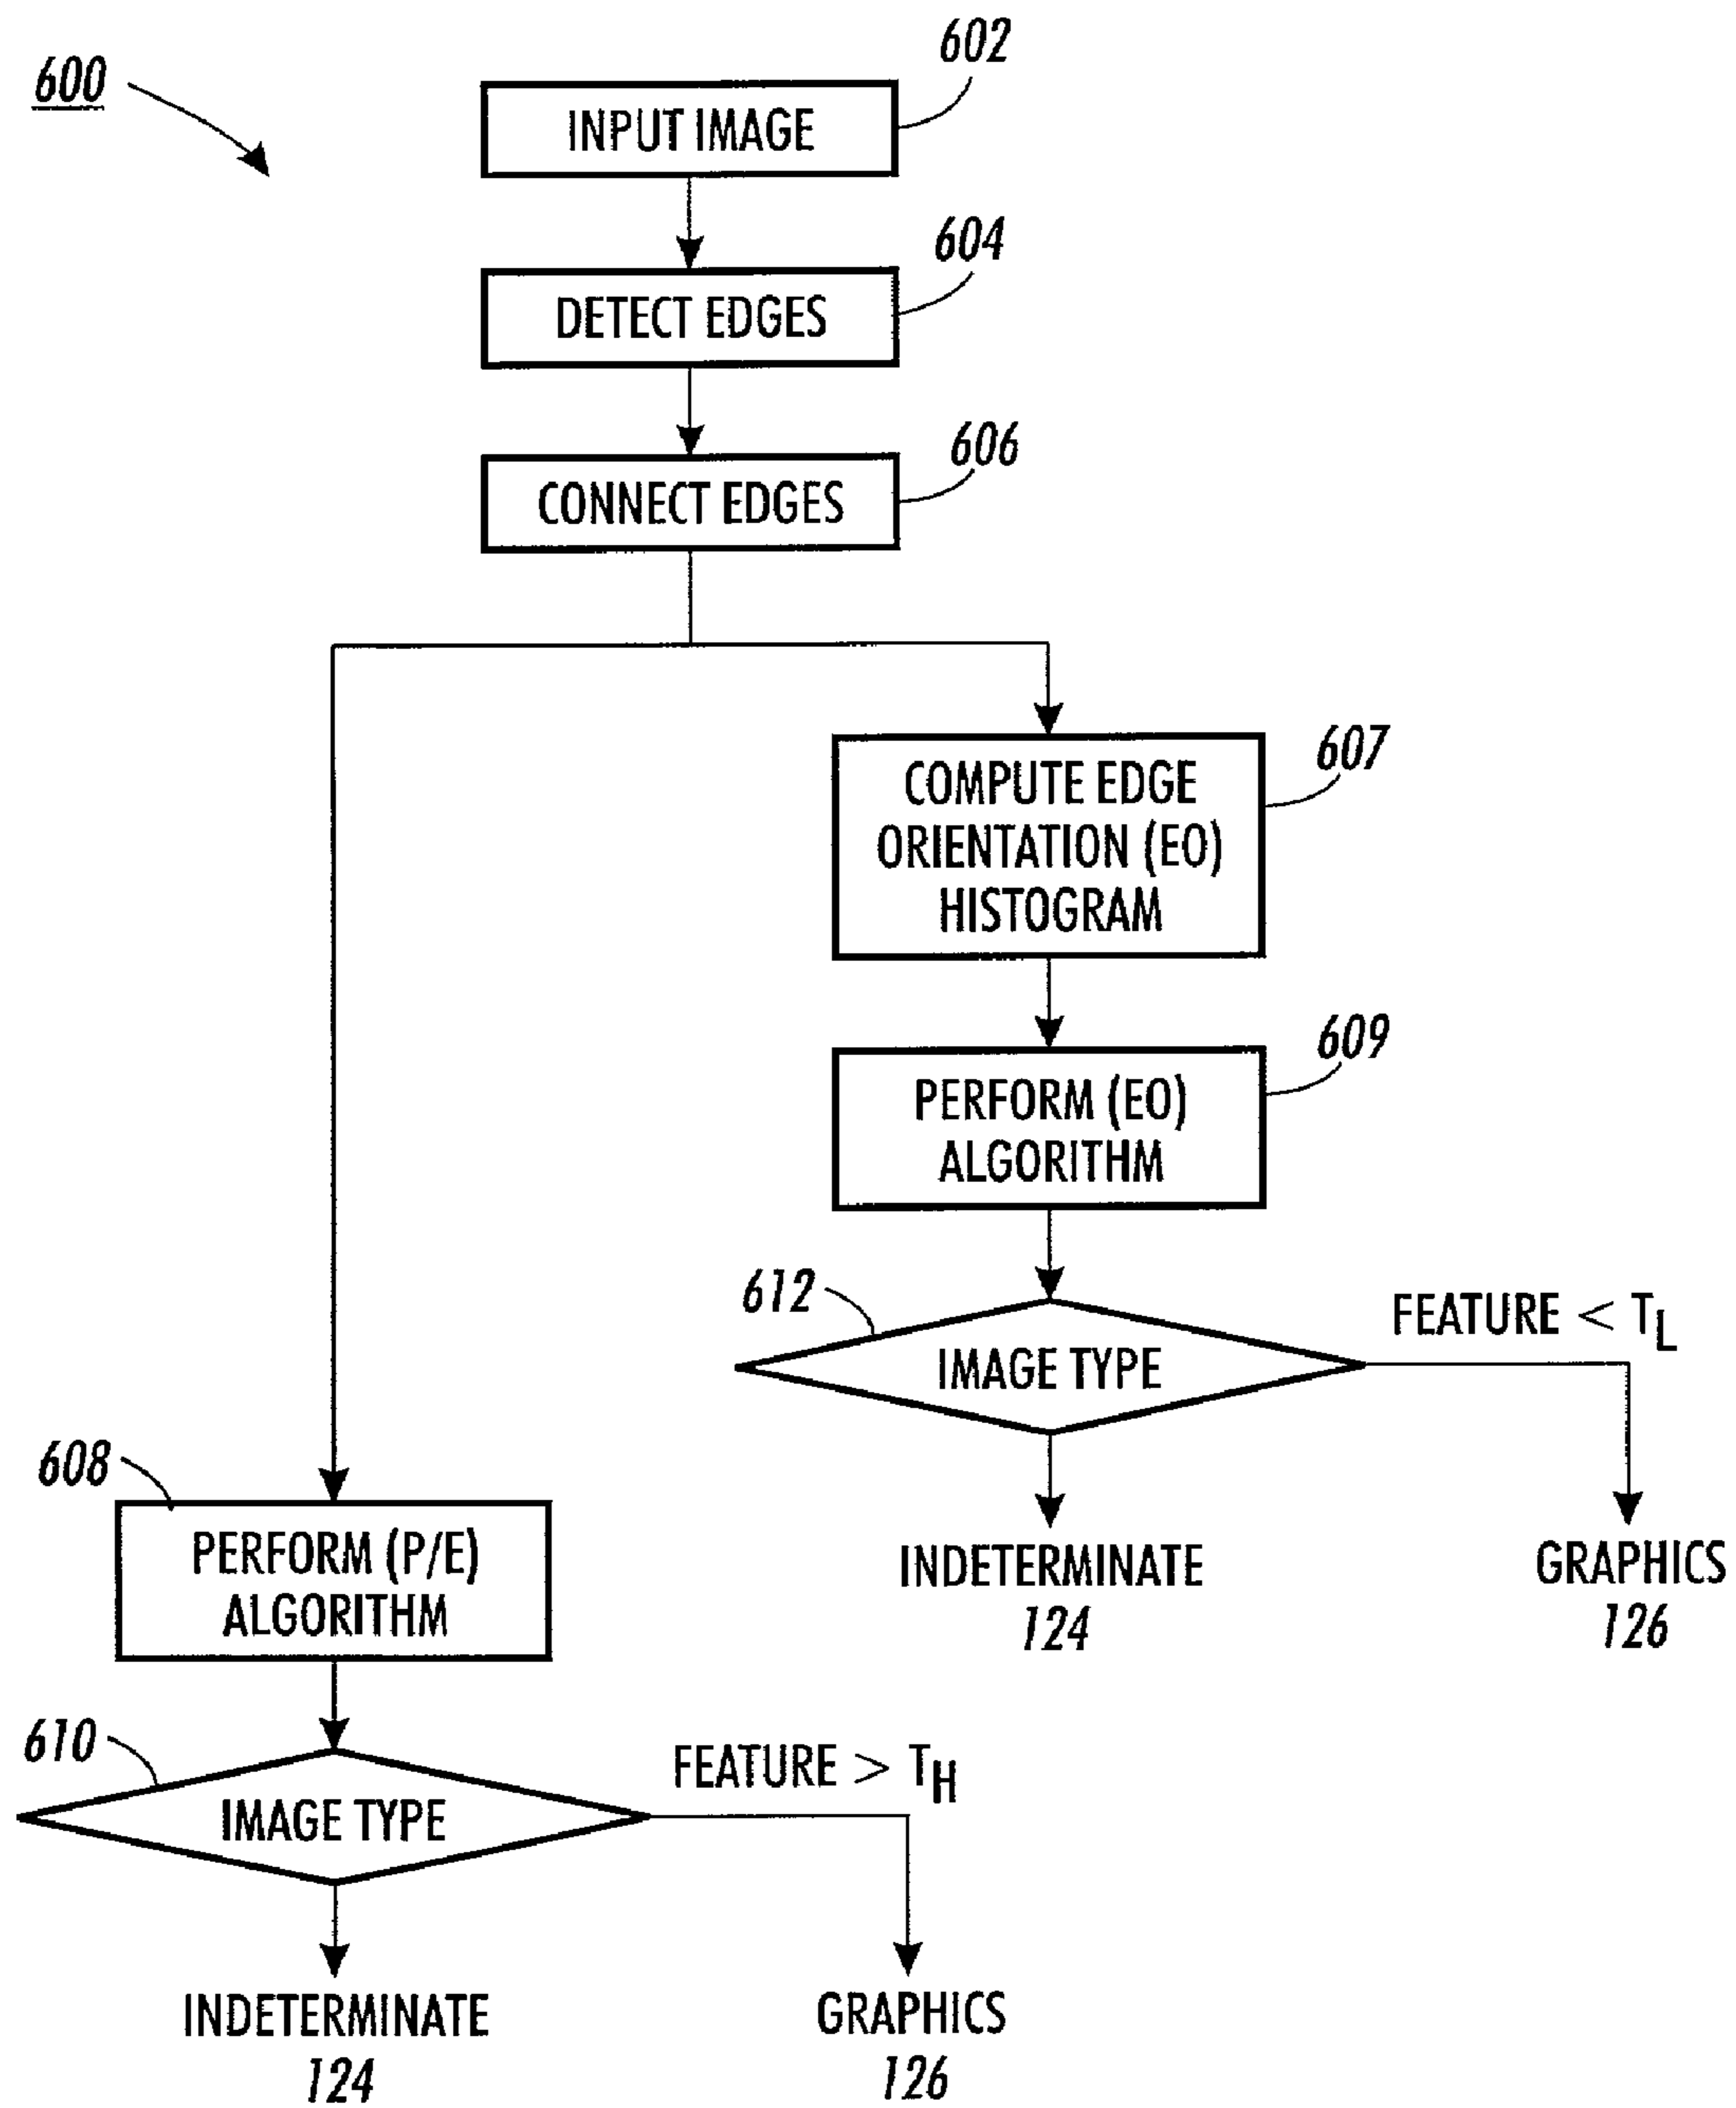 600
602
INPUT IMAGE
604
DETECT EDGES
606
CONNECT EDGES
607
COMPUTE EDGE
ORIENTATION (EO)
HISTOGRAM
609
PERFORM (EO)
ALGORITHM
612
FEATURE < TL
IMAGE TYPE
INDETERMINATE
124
GRAPHICS
126
608
PERFORM (P/E)
ALGORITHM
610
FEATURE > TH
IMAGE TYPE
INDETERMINATE
124
GRAPHICS
126